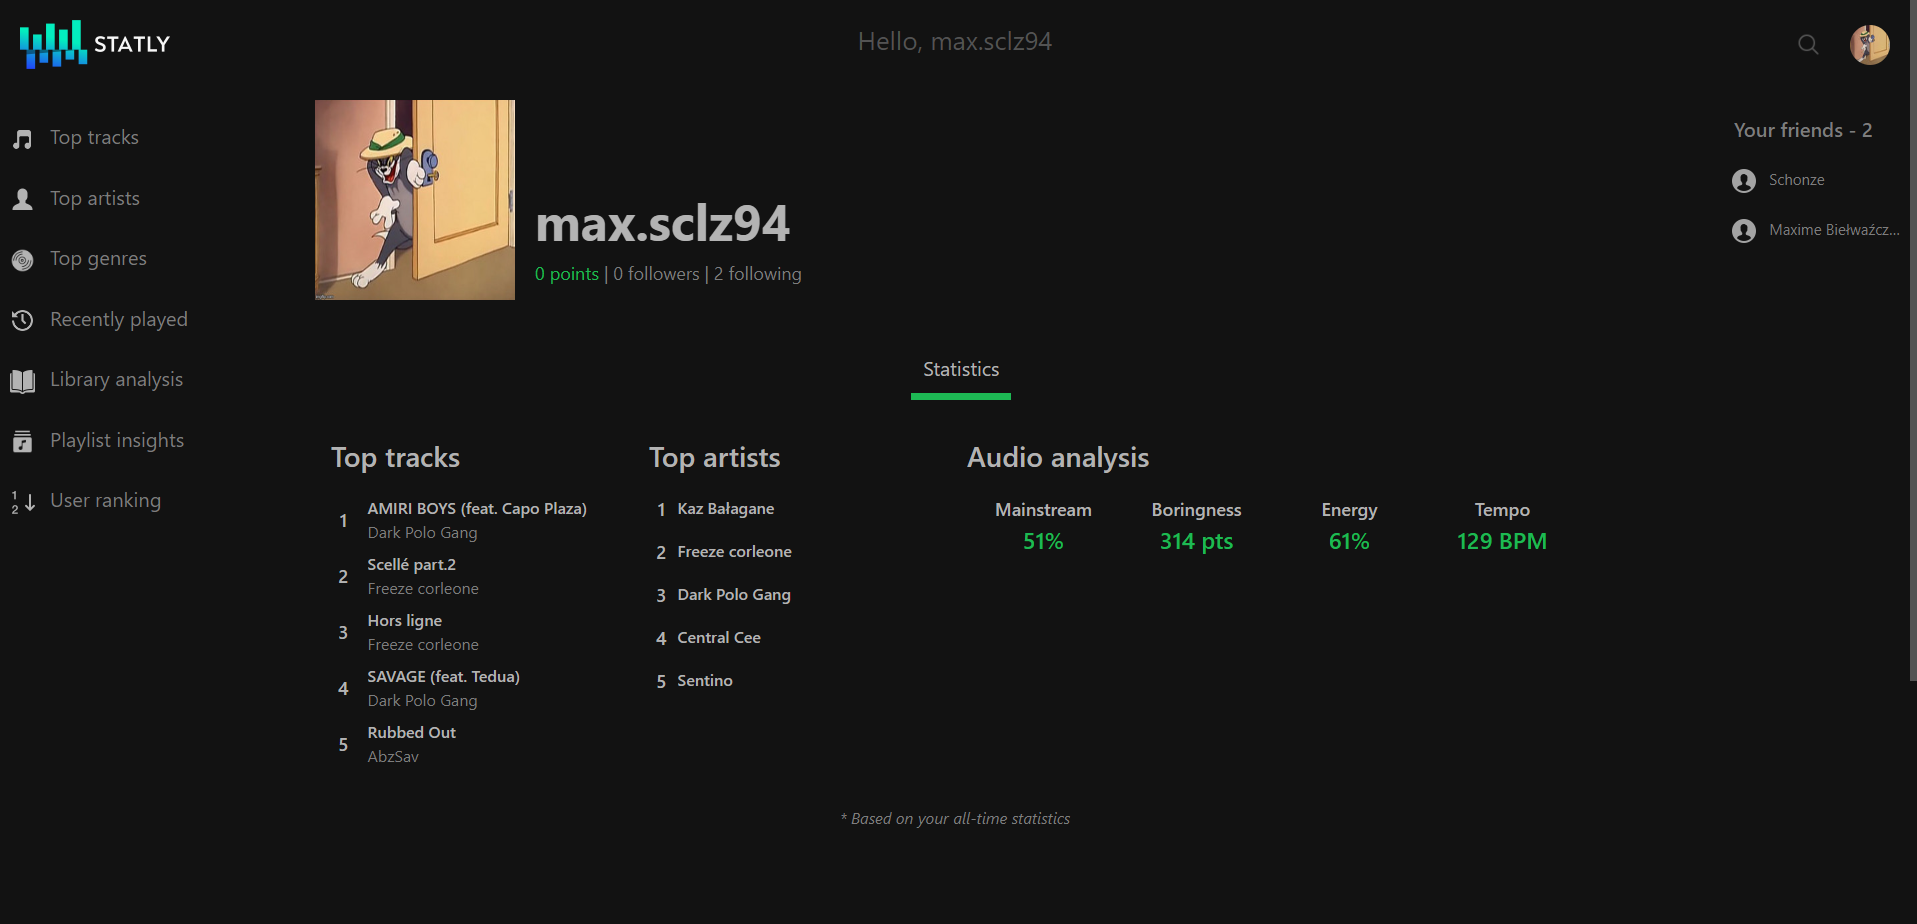 STATLY
Hello, max.sclz94
Top tracks
Top artists
Top genres
Recently played
Library analysis
Playlist insights
1
2
User ranking
max.sclz94
0 points | 0 followers | 2 following
Your friends - 2
Schonze
Maxime Biełwaźcz...
Statistics
Top tracks
1
AMIRI BOYS (feat. Capo Plaza)
Dark Polo Gang
2
Scellé part.2
Freeze corleone
3
Hors ligne
Freeze corleone
4
SAVAGE (feat. Tedua)
Dark Polo Gang
5
Rubbed Out
AbzSav
Top artists
1 Kaz Bałagane
2 Freeze corleone
3 Dark Polo Gang
4 Central Cee
5 Sentino
Audio analysis
Mainstream
51%
Boringness
314 pts
Energy
61%
Tempo
129 BPM
* Based on your all-time statistics